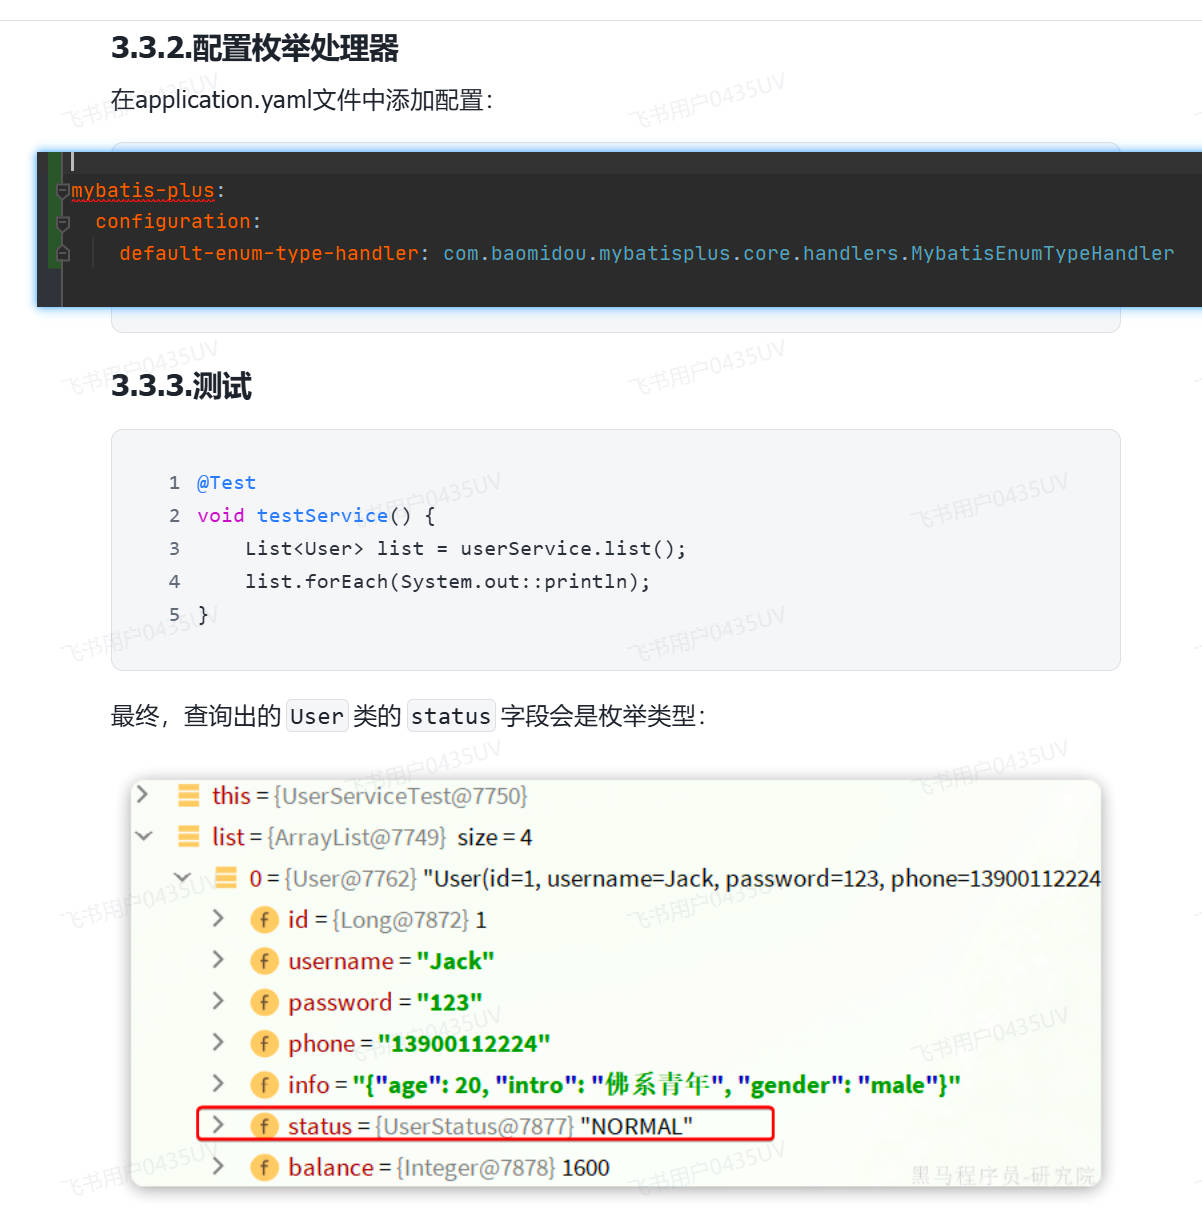 3.3.2.配置枚举处理器
在application.yaml文件中添加配置：
mybatis-plus:
configuration:
default-enum-type-handler: com.baomidou.mybatisplus.core.handlers.MybatisEnumTypeHandler
3.3.3.测试
1 @Test
2 void testService() {
3 List<User> list = userService.list();
4 list.forEach(System.out::println);
5 }
最终，查询出的 User 类的 status 字段会是枚举类型：
this = {UserServiceTest@7750}
list = {ArrayList@7749} size = 4
0 = {User@7762} "User(id=1, username=Jack, password=123, phone=13900112224
f id = {Long@7872} 1
f username = "Jack"
f password = "123"
f phone = "13900112224"
f info = "{"age": 20, "intro": "佛系青年", "gender": "male"}"
f status = {UserStatus@7877} "NORMAL"
f balance = {Integer@7878} 1600
黑马程序员-研究院
飞书用户0435UV